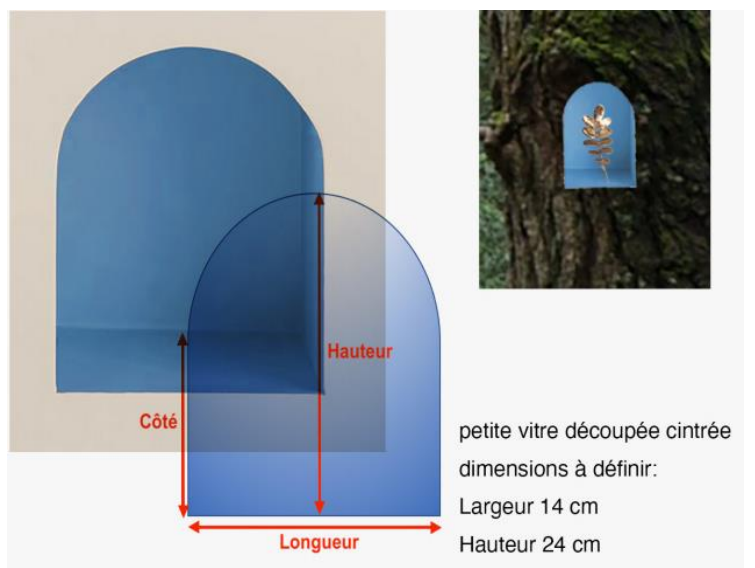 Hauteur
Côté
Longueur
petite vitre découpée cintrée
dimensions à définir:
Largeur 14 cm
Hauteur 24 cm